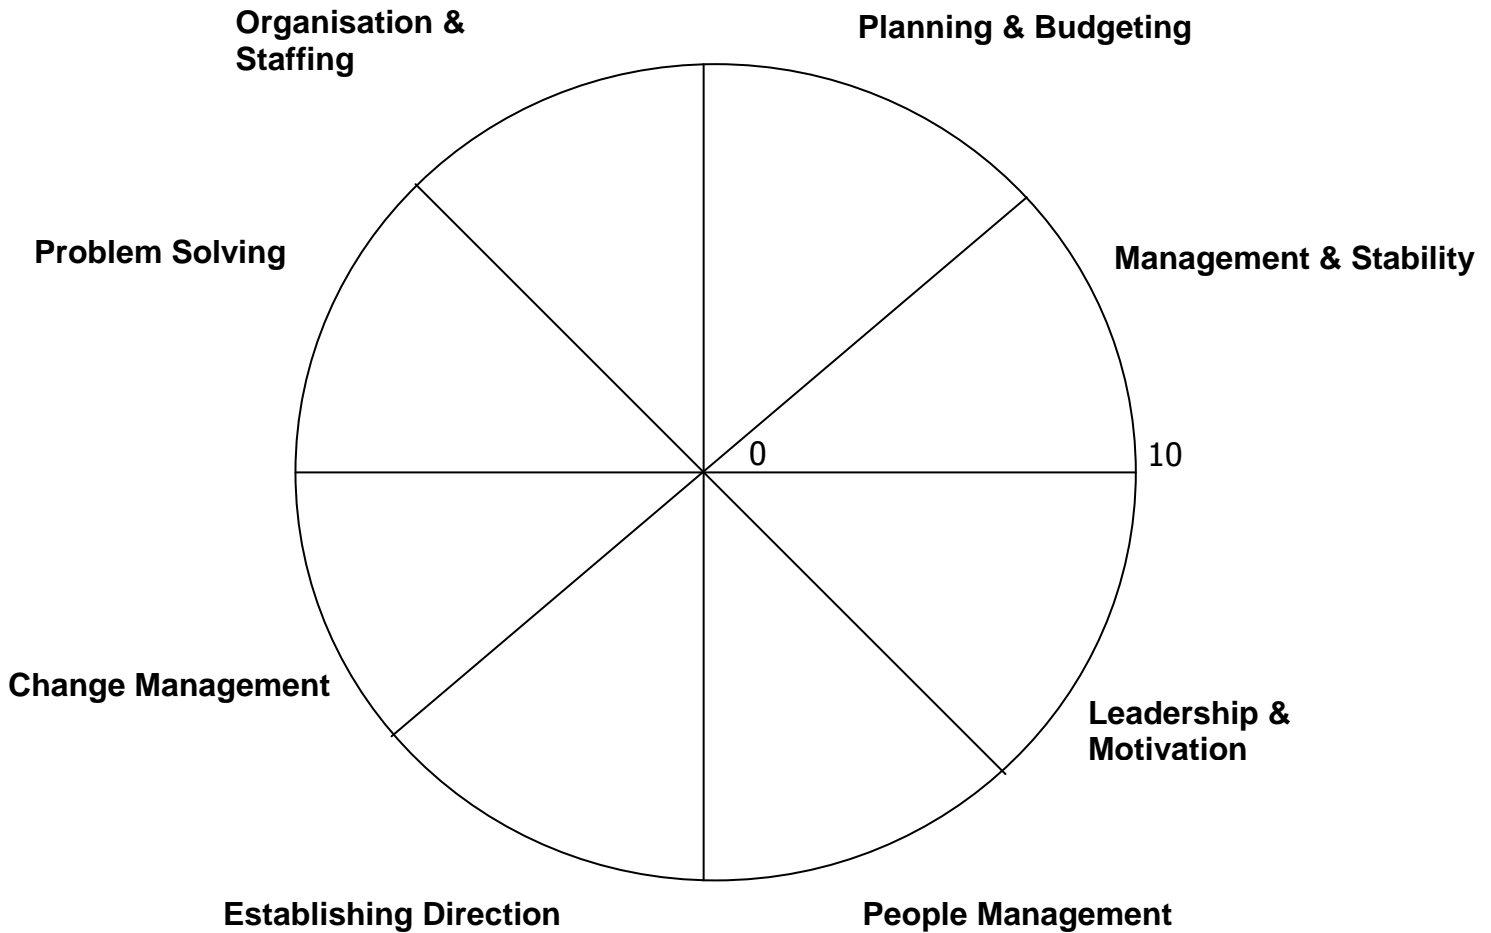 Organisation &
Staffing
Planning & Budgeting
Problem Solving
Management & Stability
0
10
Change Management
Leadership &
Motivation
Establishing Direction
People Management